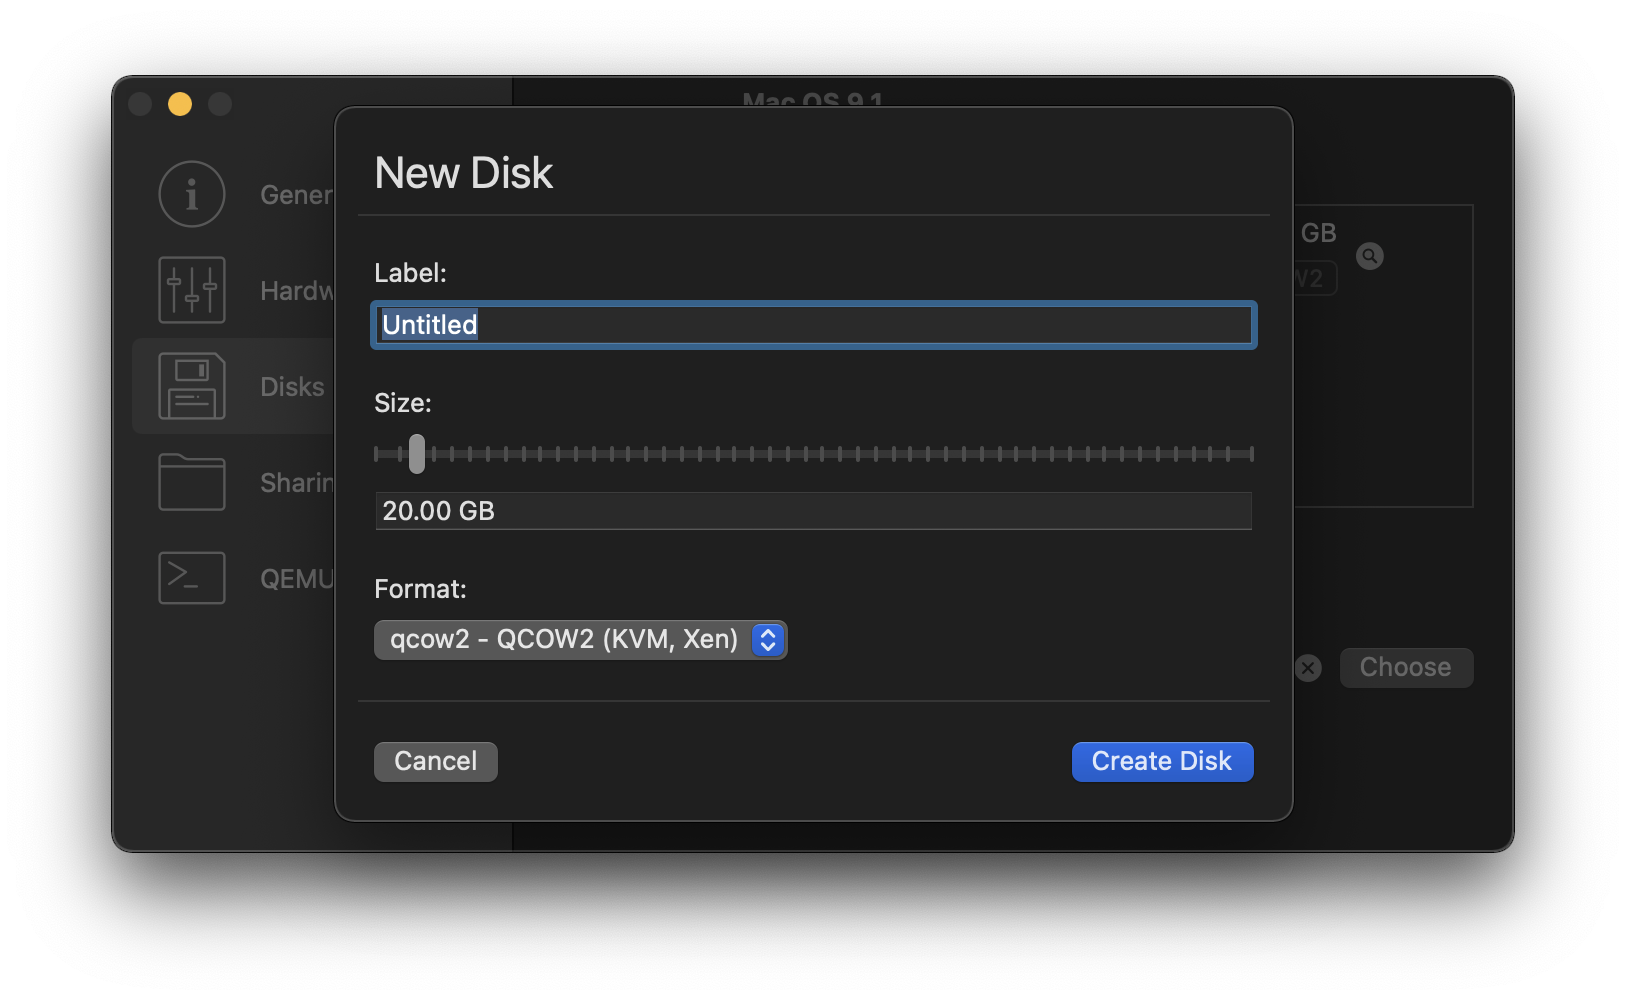 Mac OS 9.1
New Disk
Gener
GB
Label:
Hardw
W2
Untitled
Disks
Size:
Sharin
20.00 GB
QEMU
Format:
qcow2 - QCOW2 (KVM, Xen)
Choose
Cancel
Create Disk